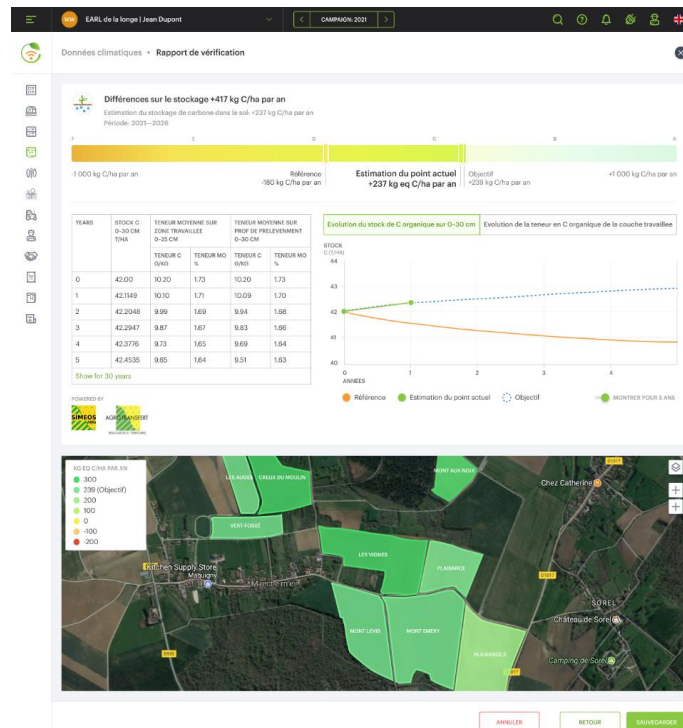 WW EARL de la longe | Jean Dupont
CAMPAIGN: 2021
Données climatiques • Rapport de vérification
Différences sur le stockage +417 kg C/ha par an
Estimation du stockage de carbone dans le sol: +237 kg C/ha par an
Période: 2021—2026
F E D C B A
-1 000 kg C/ha par an
Référence
-180 kg C/ha par an
Estimation du point actuel
+237 kg eq C/ha par an
Objectif
+239 kg C/ha par an
+1 000 kg C/ha par an
YEARS
STOCK C
0-30 CM
T/HA
TENEUR MOYENNE SUR
ZONE TRAVAILLEE
0-25 CM
TENEUR MOYENNE SUR
PROF DE PRELEVENMENT
0-30 CM
TENEUR C
G/KG
TENEUR MO
%
TENEUR C
G/KG
TENEUR MO
%
0 42.00 10.20 1.73 10.20 1.73
1 42.1149 10.10 1.71 10.09 1.70
2 42.2048 9.99 1.69 9.94 1.68
3 42.2947 9.87 1.67 9.83 1.66
4 42.3776 9.73 1.65 9.69 1.64
5 42.4535 9.65 1.64 9.51 1.63
Show for 30 years
POWERED BY
SIMEOS
AMG
AGRO-TRANSFERT
Evolution du stock de C organique sur 0-30 cm
Evolution de la teneur en C organique de la couche travaillee
STOCK
C (T/HA)
44
43
42
41
40
0 1 2 3 4
ANNÉES
Référence
Estimation du point actuel
Objectif
MONTRER POUR 5 ANS
KG EQ C/HA PAR AN
300
239 (Objectif)
200
100
0
-100
-200
LES AUGES
CREUX DU MOULIN
MONT AUX NOIX
Chez Catherine
D1017
VERT-FOSSÉ
LES VIGNES
PLAISANCE
Kitchen Supply Store
D1017
SOREL
Château de Sorel
MONT LEVIS
MONT EMERY
PLAISANCE 2
Camping de Sorel
ANNULER
RETOUR
SAUVEGARDER